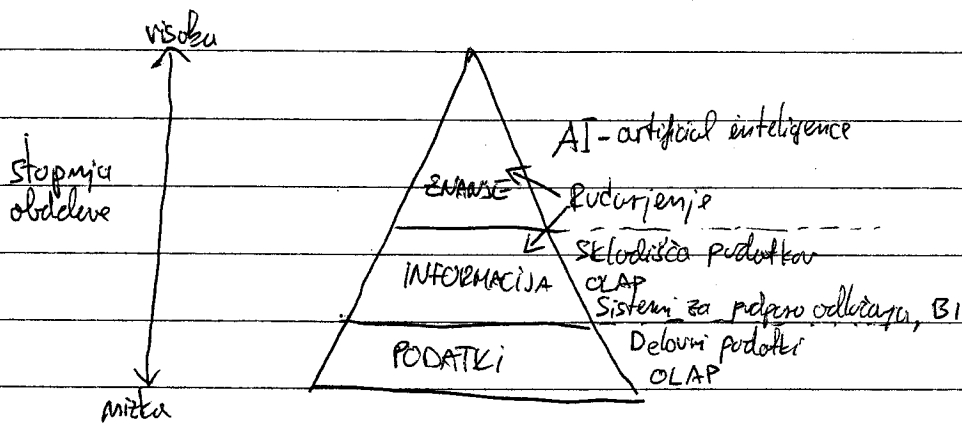 visoka
AI - artificial inteligence
stopnja
obdelave
ZNANJE
Rudarjenje
Skladišča podatkov
INFORMACIJA
OLAP
Sistemi za podporo odločanju, BI
Delovni podatki
PODATKI
OLAP
nizka